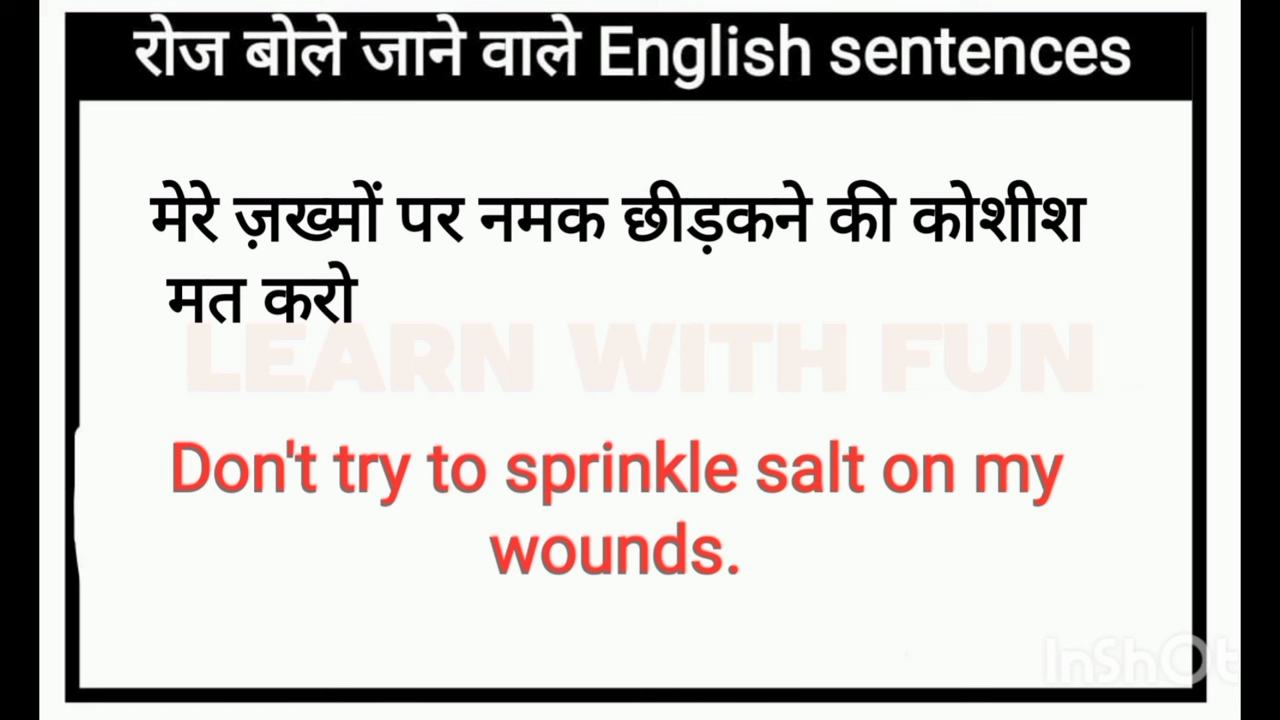 रोज बोले जाने वाले English sentences
मेरे ज़ख्मों पर नमक छीड़कने की कोशीश
मत करो
LEARN WITH FUN
Don't try to sprinkle salt on my
wounds.
InShOt